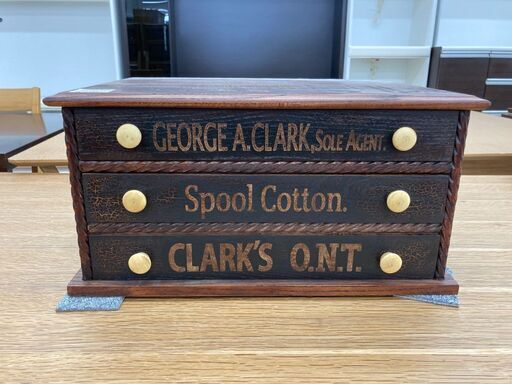 GEORGE A. CLARK, SOLE AGENT.
Spool Cotton.
CLARK'S O.N.T.